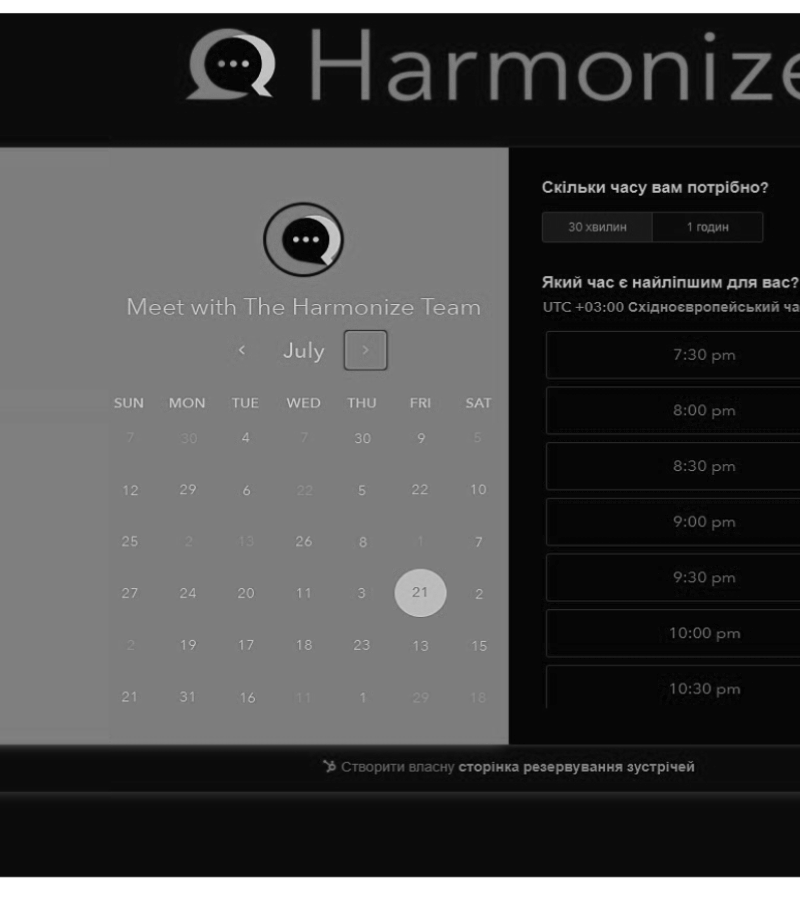 Harmonize
Meet with The Harmonize Team
July
SUN MON TUE WED THU FRI SAT
7 30 4 7 30 9 5
12 29 6 22 5 22 10
25 2 13 26 8 1 7
27 24 20 11 3 21 2
2 19 17 18 23 13 15
21 31 16 11 1 29 18
Скільки часу вам потрібно?
30 хвилин 1 годин
Який час є найліпшим для вас?
UTC +03:00 Східноєвропейський ча
7:30 pm
8:00 pm
8:30 pm
9:00 pm
9:30 pm
10:00 pm
10:30 pm
Створити власну сторінка резервування зустрічей